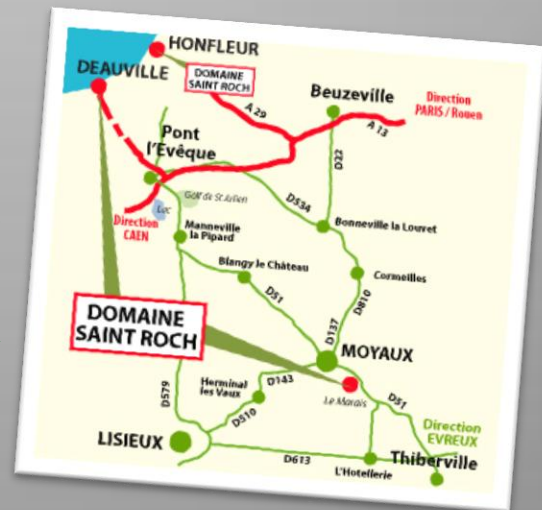 HONFLEUR
DEAUVILLE
DOMAINE
SAINT ROCH
Beuzeville
Direction
PARIS / Rouen
A 29
A 13
Pont
l'Evêque
D22
Golf de St Julien
D534
Lac
Direction
CAEN
Manneville
la Pipard
Bonneville la Louvet
Blangy le Château
Cormeilles
D51
D810
D137
DOMAINE
SAINT ROCH
MOYAUX
D579
Herminal
les Vaux
D143
Le Marais
D51
D510
Direction
EVREUX
LISIEUX
D613
L'Hotellerie
Thiberville